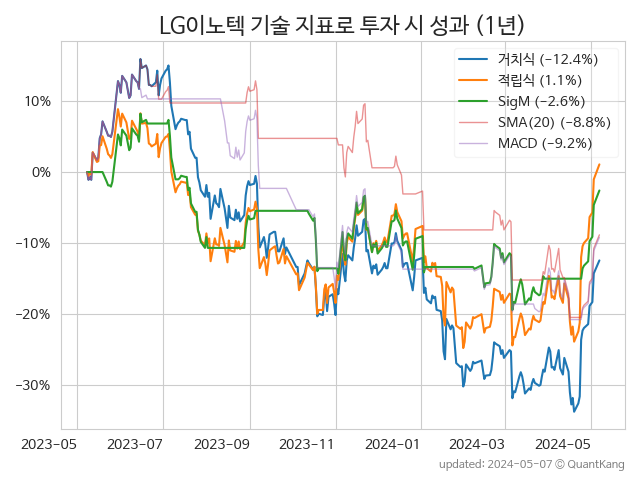 LG이노텍 기술 지표로 투자 시 성과 (1년)
거치식 (−12.4%)
적립식 (1.1%)
SigM (−2.6%)
SMA(20) (−8.8%)
MACD (−9.2%)
10%
0%
−10%
−20%
−30%
2023−05 2023−07 2023−09 2023−11 2024−01 2024−03 2024−05
updated: 2024−05−07 © QuantKang